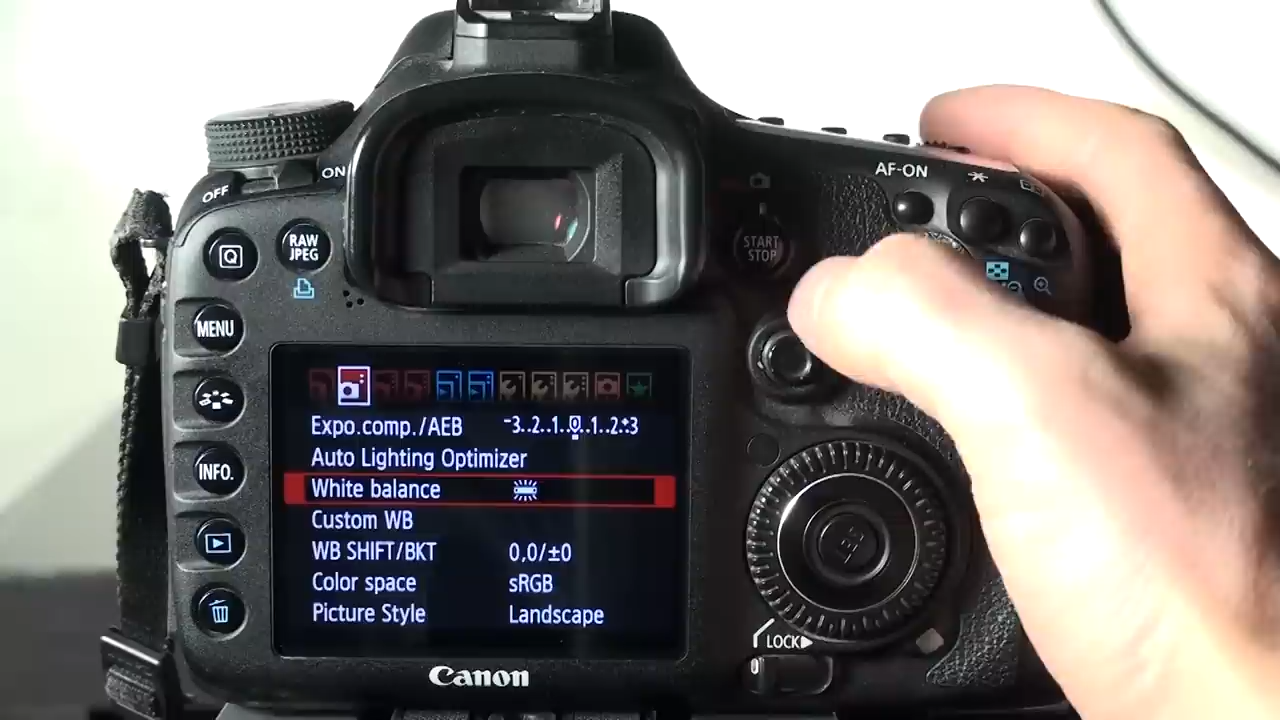 OFF
ON
AF-ON
Q
RAW
JPEG
START
STOP
MENU
INFO.
Expo.comp./AEB -3..2..1..0..1..2..+3
Auto Lighting Optimizer
White balance
Custom WB
WB SHIFT/BKT 0,0/±0
Color space sRGB
Picture Style Landscape
SET
LOCK
Canon